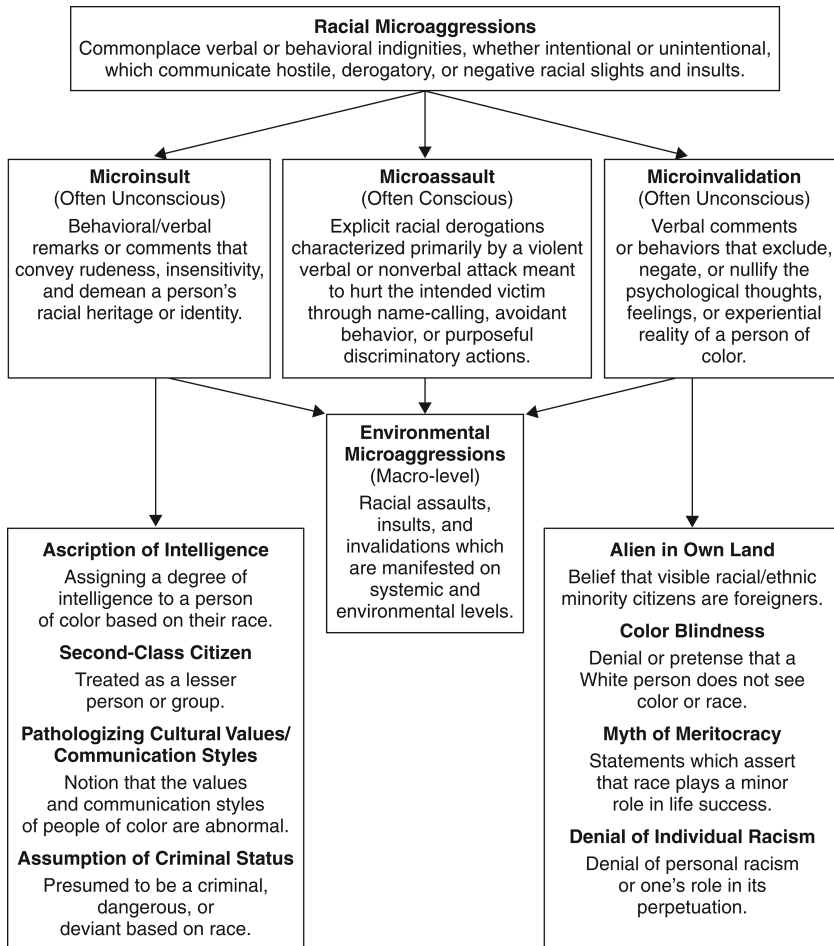 Racial Microaggressions
Commonplace verbal or behavioral indignities, whether intentional or unintentional,
which communicate hostile, derogatory, or negative racial slights and insults.
Microinsult
(Often Unconscious)
Behavioral/verbal
remarks or comments that
convey rudeness, insensitivity,
and demean a person's
racial heritage or identity.
Microassault
(Often Conscious)
Explicit racial derogations
characterized primarily by a violent
verbal or nonverbal attack meant
to hurt the intended victim
through name-calling, avoidant
behavior, or purposeful
discriminatory actions.
Microinvalidation
(Often Unconscious)
Verbal comments
or behaviors that exclude,
negate, or nullify the
psychological thoughts,
feelings, or experiential
reality of a person of
color.
Environmental
Microaggressions
(Macro-level)
Racial assaults,
insults, and
invalidations which
are manifested on
systemic and
environmental levels.
Ascription of Intelligence
Assigning a degree of
intelligence to a person
of color based on their race.
Second-Class Citizen
Treated as a lesser
person or group.
Pathologizing Cultural Values/
Communication Styles
Notion that the values
and communication styles
of people of color are abnormal.
Assumption of Criminal Status
Presumed to be a criminal,
dangerous, or
deviant based on race.
Alien in Own Land
Belief that visible racial/ethnic
minority citizens are foreigners.
Color Blindness
Denial or pretense that a
White person does not see
color or race.
Myth of Meritocracy
Statements which assert
that race plays a minor
role in life success.
Denial of Individual Racism
Denial of personal racism
or one's role in its
perpetuation.